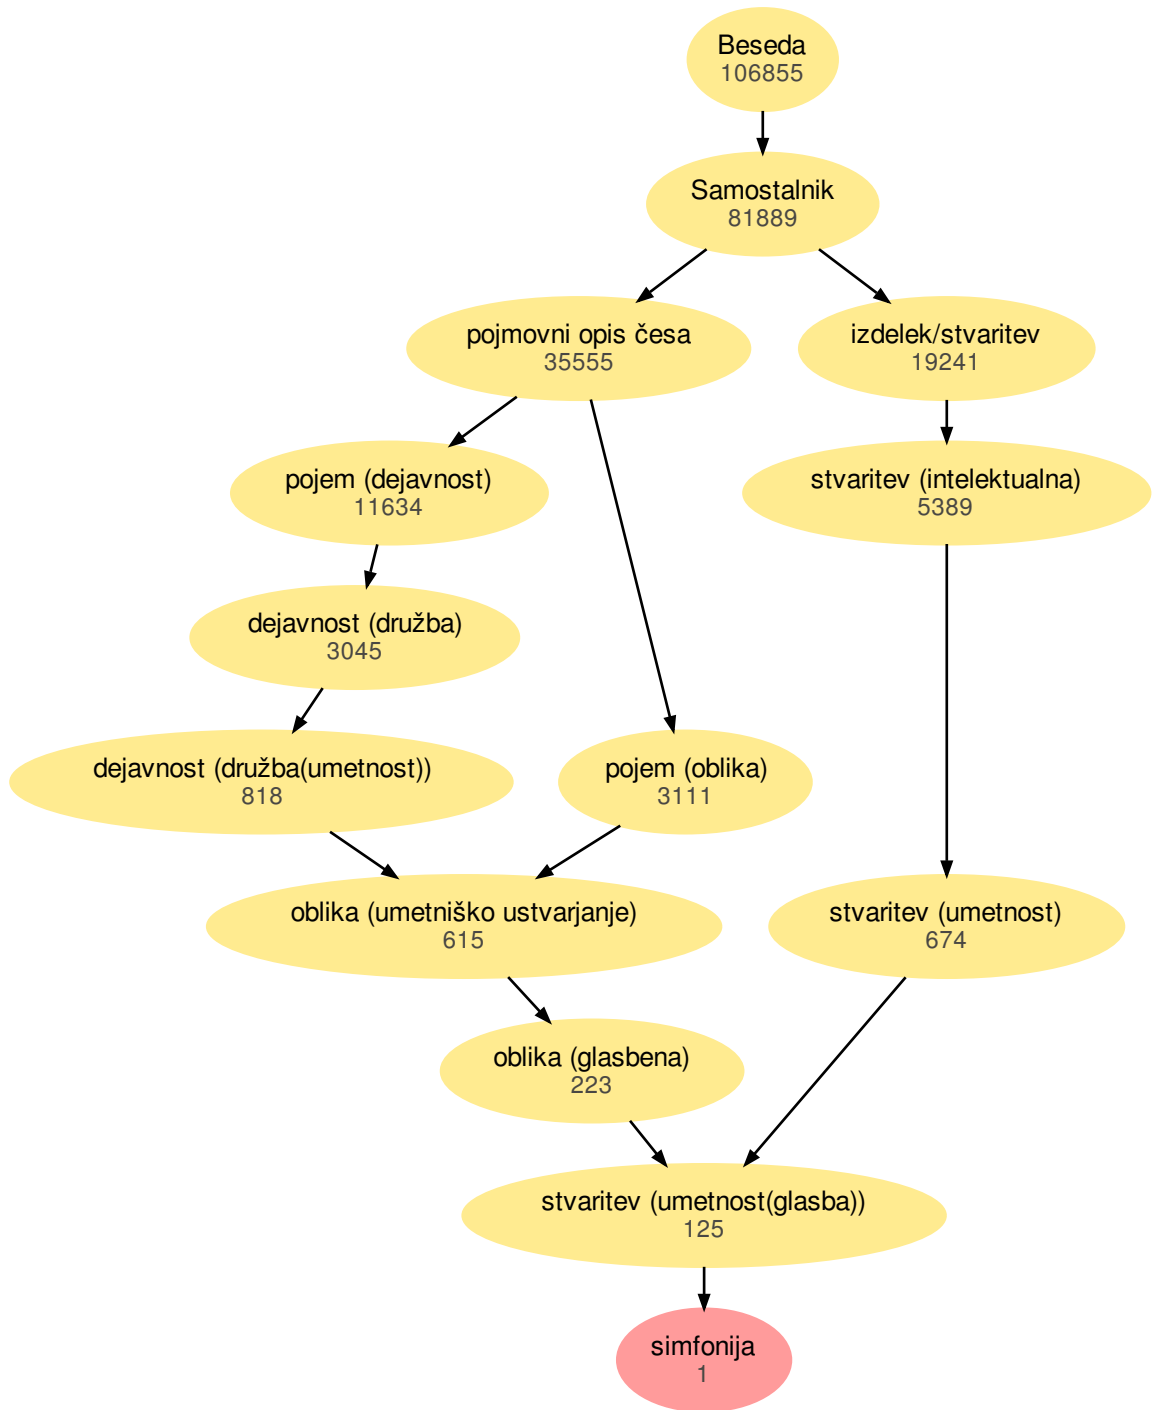 Beseda
106855
Samostalnik
81889
pojmovni opis česa
35555
izdelek/stvaritev
19241
pojem (dejavnost)
11634
stvaritev (intelektualna)
5389
dejavnost (družba)
3045
dejavnost (družba(umetnost))
818
pojem (oblika)
3111
oblika (umetniško ustvarjanje)
615
stvaritev (umetnost)
674
oblika (glasbena)
223
stvaritev (umetnost(glasba))
125
simfonija
1